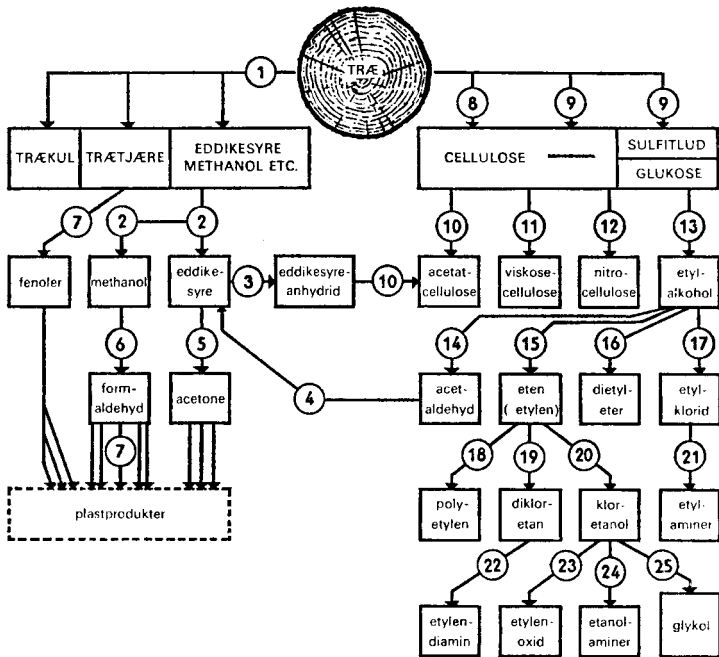 TRÆ
1
8
9
9
TRÆKUL
TRÆTJÆRE
EDDIKESYRE
METHANOL ETC.
CELLULOSE
SULFITLUD
GLUKOSE
7
2
2
10
11
12
13
fenoler
methanol
eddike-
syre
3
eddikesyre-
anhydrid
10
acetat-
cellulose
viskose-
cellulose
nitro-
cellulose
etyl-
alkohol
6
5
4
14
15
16
17
form-
aldehyd
acetone
acet-
aldehyd
eten
( etylen)
dietyl-
eter
etyl-
klorid
7
18
19
20
21
plastprodukter
poly-
etylen
diklor-
etan
klor-
etanol
etyl-
aminer
22
23
24
25
etylen-
diamin
etylen-
oxid
etanol-
aminer
glykol